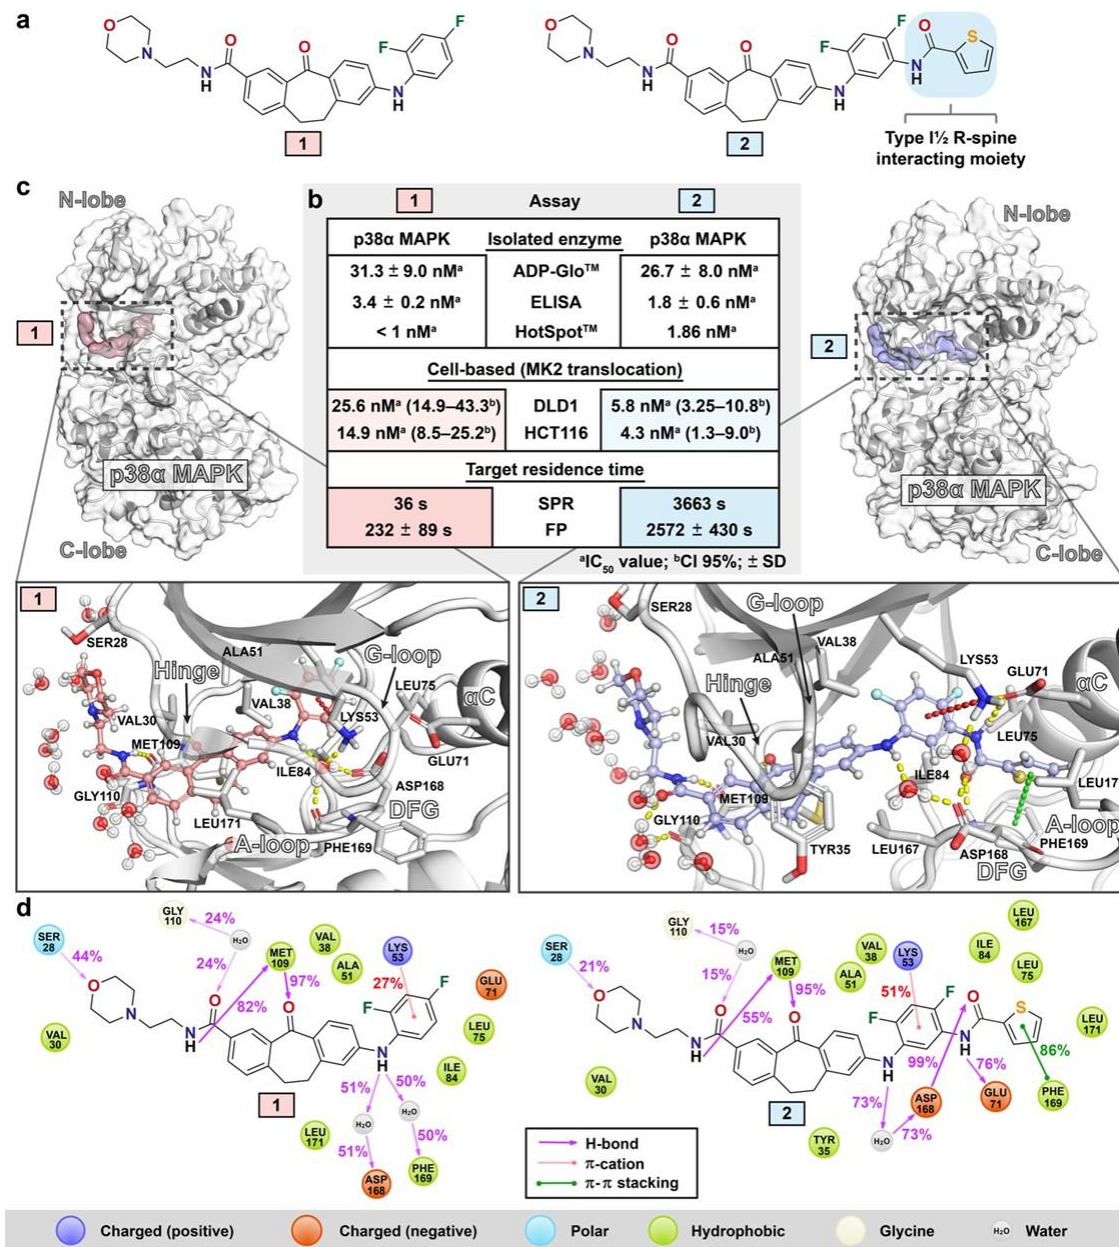 a
O
N
N
H
O
O
N
H
F
F
1
O
N
N
H
O
O
N
H
F
F
N
H
O
S
2
Type I½ R-spine
interacting moiety
c
N-lobe
1
p38α MAPK
C-lobe
b
1 Assay 2
p38α MAPK Isolated enzyme p38α MAPK
31.3 ± 9.0 nMᵃ ADP-Glo™ 26.7 ± 8.0 nMᵃ
3.4 ± 0.2 nMᵃ ELISA 1.8 ± 0.6 nMᵃ
< 1 nMᵃ HotSpot™ 1.86 nMᵃ
Cell-based (MK2 translocation)
25.6 nMᵃ (14.9–43.3ᵇ) DLD1 5.8 nMᵃ (3.25–10.8ᵇ)
14.9 nMᵃ (8.5–25.2ᵇ) HCT116 4.3 nMᵃ (1.3–9.0ᵇ)
Target residence time
36 s SPR 3663 s
232 ± 89 s FP 2572 ± 430 s
ᵃIC₅₀ value; ᵇCI 95%; ± SD
N-lobe
2
p38α MAPK
C-lobe
1
SER28
ALA51
Hinge
G-loop
VAL38
LEU75
αC
VAL30
LYS53
MET109
ILE84
GLU71
GLY110
ASP168
LEU171
DFG
A-loop
PHE169
2
SER28
G-loop
VAL38
ALA51
LYS53
GLU71
αC
Hinge
VAL30
LEU75
ILE84
MET109
LEU17
GLY110
A-loop
TYR35
LEU167
PHE169
ASP168
DFG
d
GLY
110
24%
H₂O
SER
28
44%
24%
MET
109
VAL
38
ALA
51
LYS
53
97%
27%
GLU
71
82%
O
N
N
H
O
O
N
H
F
F
VAL
30
LEU
75
ILE
84
1
51%
50%
H₂O
H₂O
LEU
171
51%
50%
ASP
168
PHE
169
GLY
110
15%
H₂O
SER
28
21%
15%
MET
109
VAL
38
ALA
51
LYS
53
ILE
84
LEU
167
LEU
75
95%
51%
55%
LEU
171
O
N
N
H
O
O
N
H
F
F
N
H
O
S
86%
99%
76%
VAL
30
2
73%
ASP
168
GLU
71
PHE
169
TYR
35
H₂O
73%
H-bond
π-cation
π-π stacking
Charged (positive)
Charged (negative)
Polar
Hydrophobic
Glycine
H₂O
Water